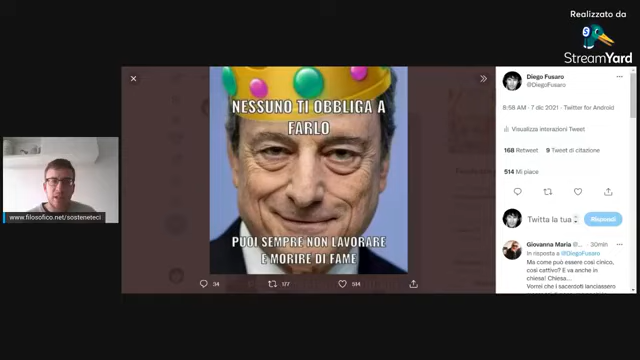 Realizzato da
StreamYard
Diego Fusaro
@DiegoFusaro
8:58 AM · 7 dic 2021 · Twitter for Android
Visualizza interazioni Tweet
168 Retweet 9 Tweet di citazione
514 Mi piace
Twitta la tua
Rispondi
Giovanna Maria @_ · 30min
In risposta a @DiegoFusaro
Ma come può essere così cinico,
così cattivo? E va anche in
chiesa! Chiesa...
Vorrei che i sacerdoti lanciassero
NESSUNO TI OBBLIGA A
FARLO
PUOI SEMPRE NON LAVORARE
E MORIRE DI FAME
34 177 514
www.filosofico.net/sosteneteci